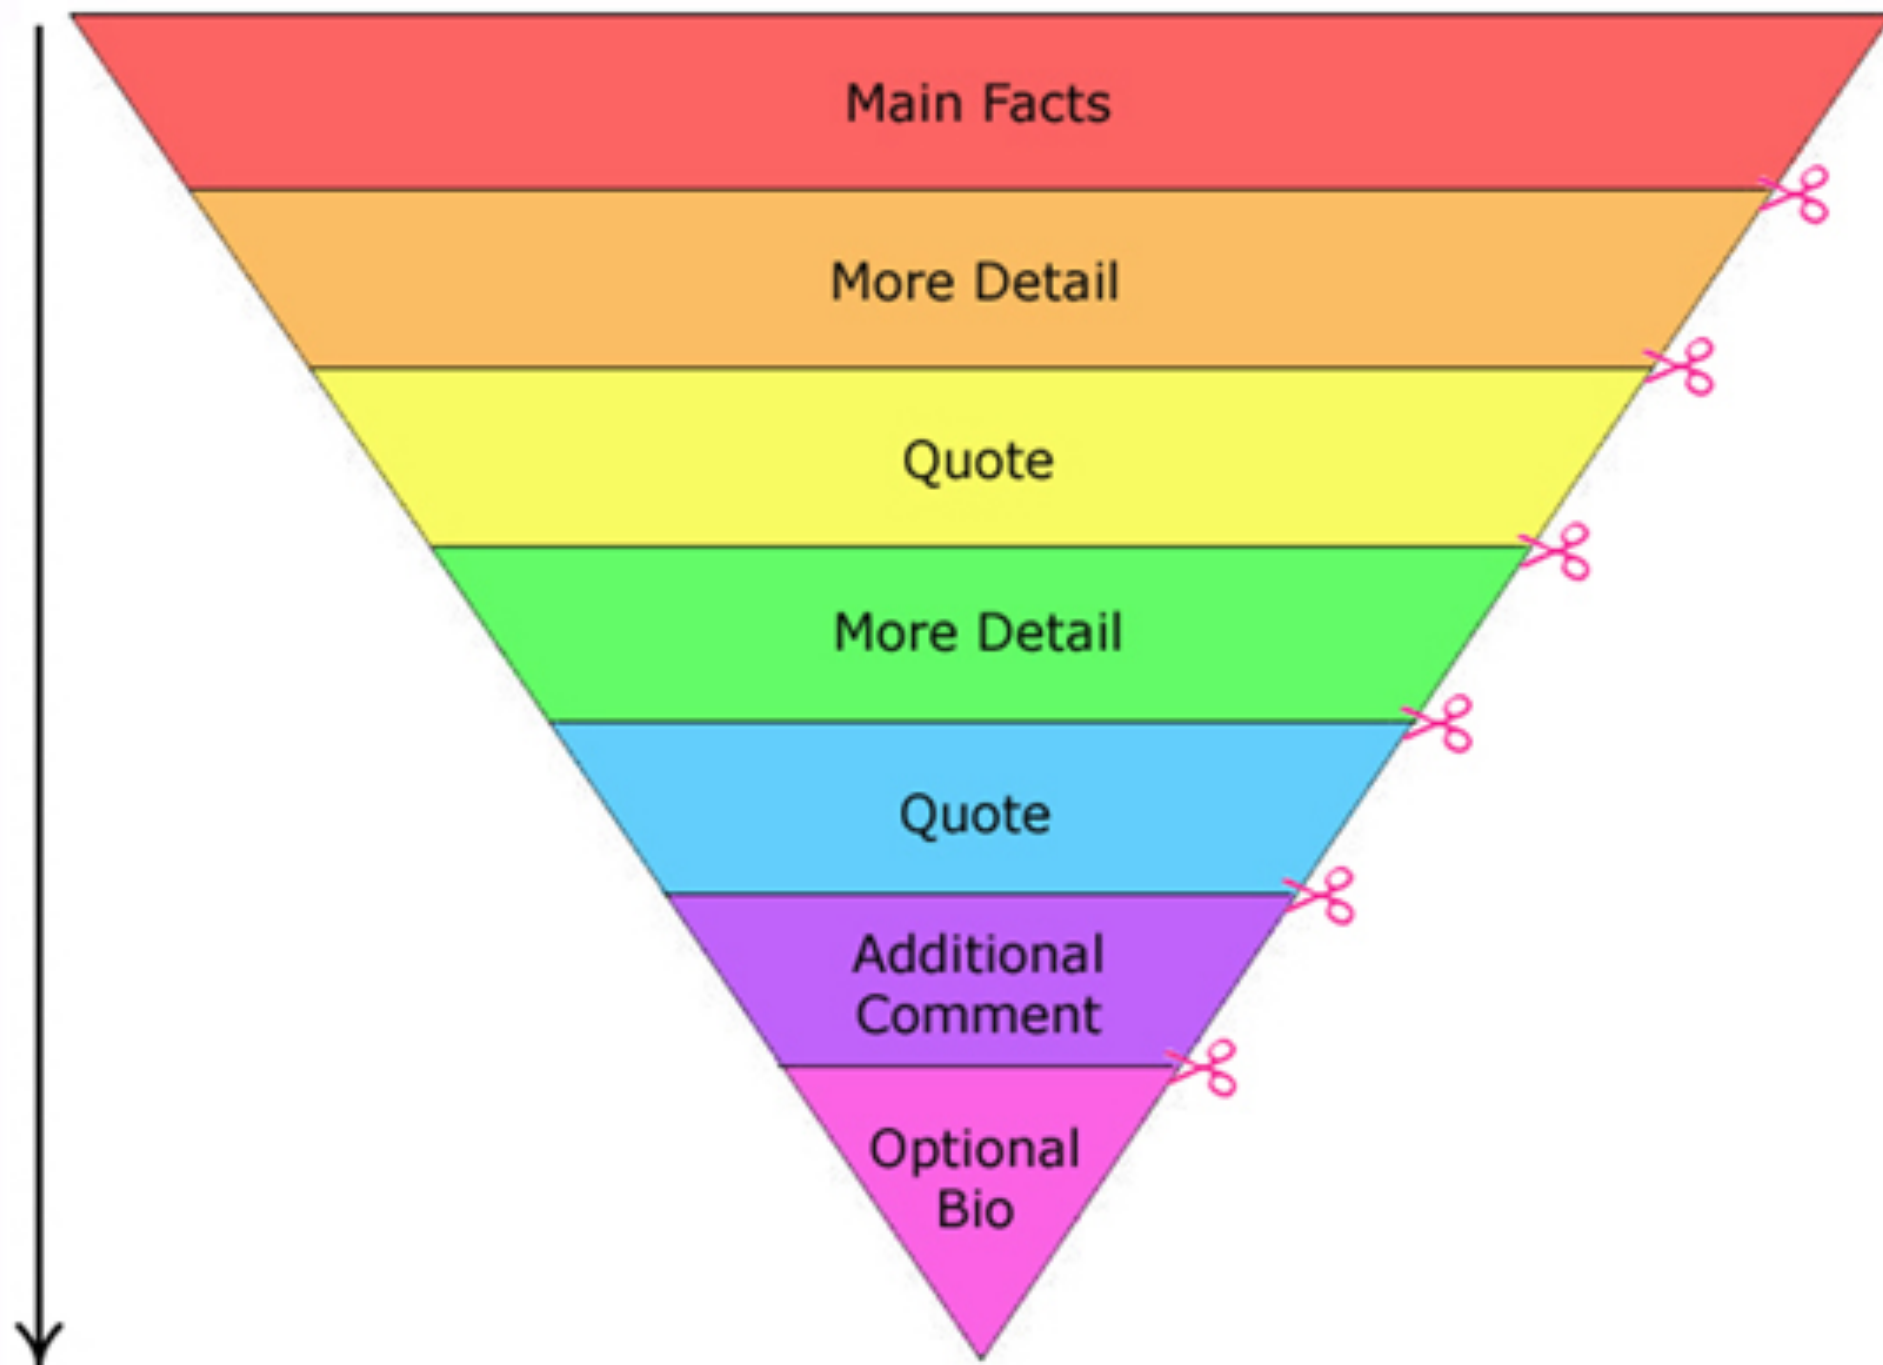 Main Facts
More Detail
Quote
More Detail
Quote
Additional
Comment
Optional
Bio